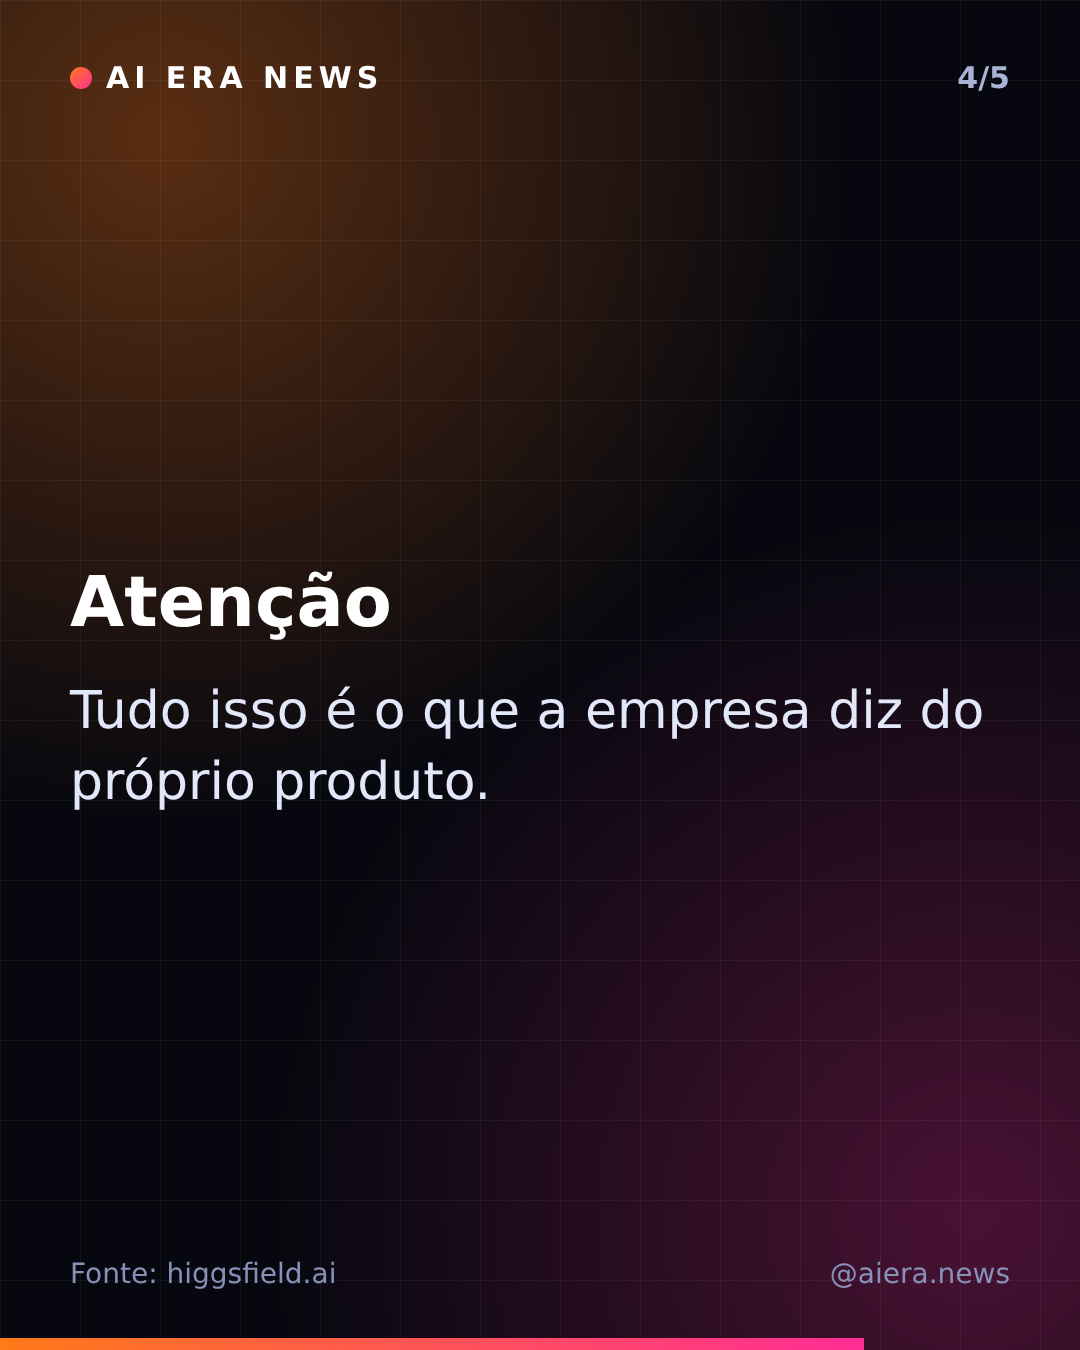 AI ERA NEWS
4/5
Atenção
Tudo isso é o que a empresa diz do
próprio produto.
Fonte: higgsfield.ai
@aiera.news